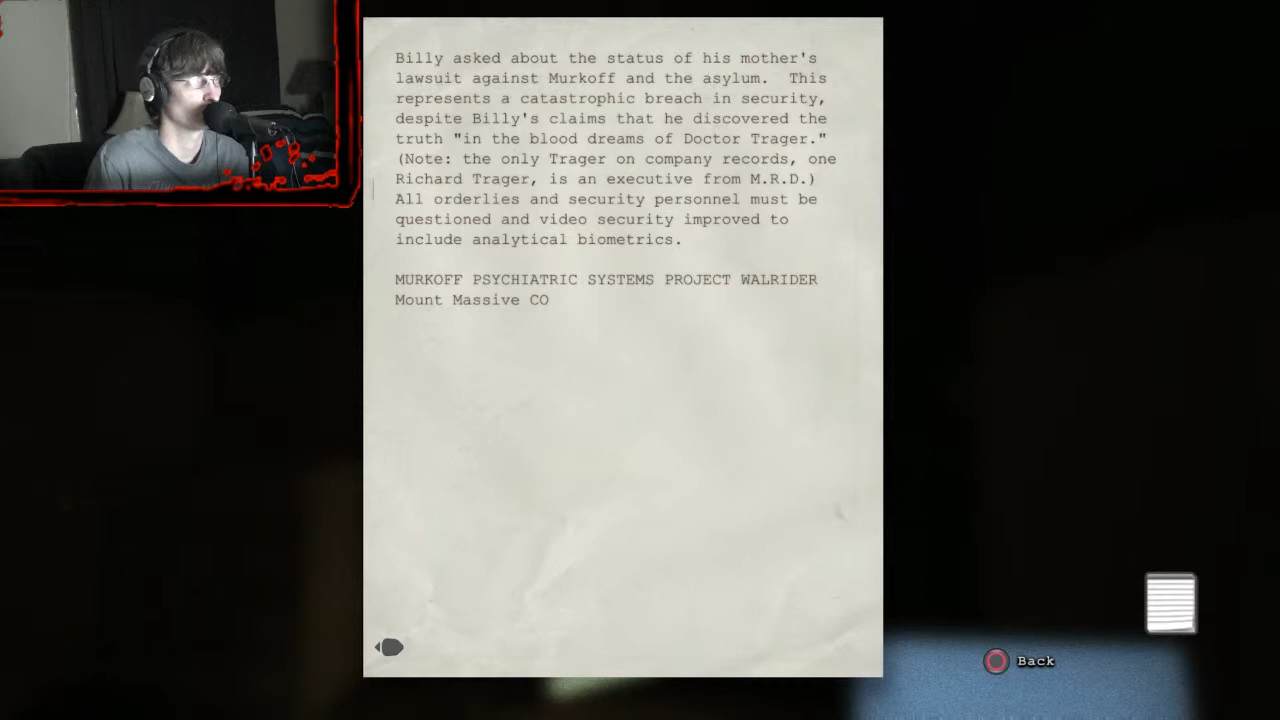 Billy asked about the status of his mother's
lawsuit against Murkoff and the asylum.  This
represents a catastrophic breach in security,
despite Billy's claims that he discovered the
truth "in the blood dreams of Doctor Trager."
(Note: the only Trager on company records, one
Richard Trager, is an executive from M.R.D.)
All orderlies and security personnel must be
questioned and video security improved to
include analytical biometrics.
MURKOFF PSYCHIATRIC SYSTEMS PROJECT WALRIDER
Mount Massive CO
Back